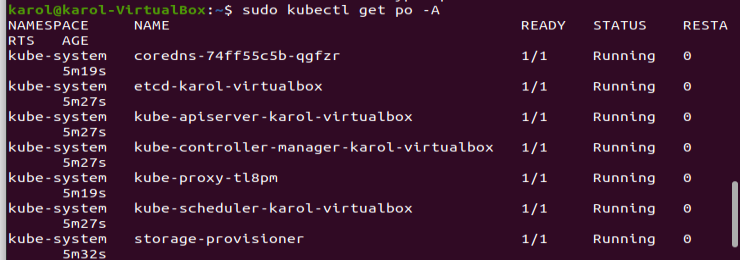 karol@karol-VirtualBox:~$ sudo kubectl get po -A
NAMESPACE     NAME                                         READY   STATUS    RESTA
RTS   AGE
kube-system   coredns-74ff55c5b-qgfzr                      1/1     Running   0
       5m19s
kube-system   etcd-karol-virtualbox                        1/1     Running   0
       5m27s
kube-system   kube-apiserver-karol-virtualbox              1/1     Running   0
       5m27s
kube-system   kube-controller-manager-karol-virtualbox     1/1     Running   0
       5m27s
kube-system   kube-proxy-tl8pm                             1/1     Running   0
       5m19s
kube-system   kube-scheduler-karol-virtualbox              1/1     Running   0
       5m27s
kube-system   storage-provisioner                          1/1     Running   0
       5m32s